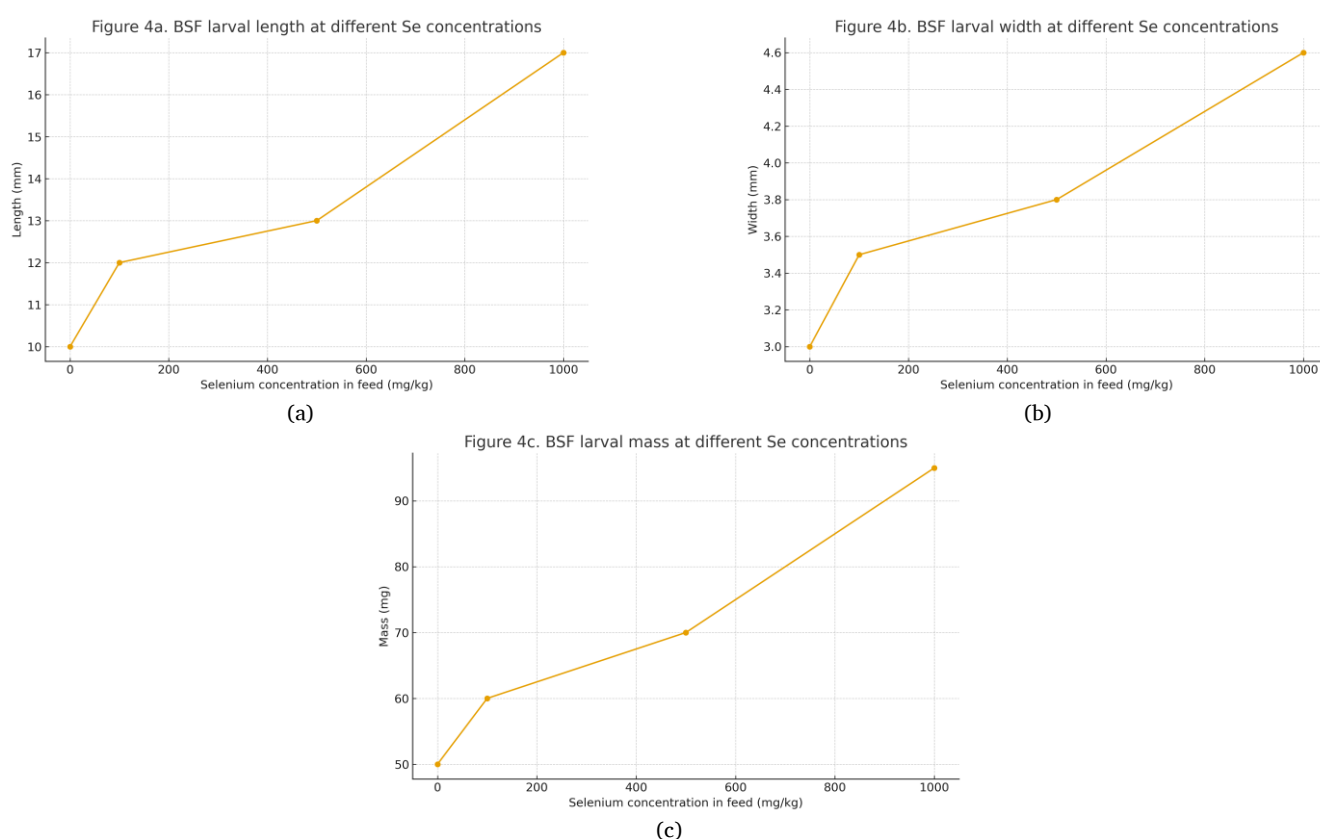 Figure 4a. BSF larval length at different Se concentrations
17
16
15
14
13
12
11
10
Length (mm)
0 200 400 600 800 1000
Selenium concentration in feed (mg/kg)
(a)
Figure 4b. BSF larval width at different Se concentrations
4.6
4.4
4.2
4.0
3.8
3.6
3.4
3.2
3.0
Width (mm)
0 200 400 600 800 1000
Selenium concentration in feed (mg/kg)
(b)
Figure 4c. BSF larval mass at different Se concentrations
90
80
70
60
50
Mass (mg)
0 200 400 600 800 1000
Selenium concentration in feed (mg/kg)
(c)